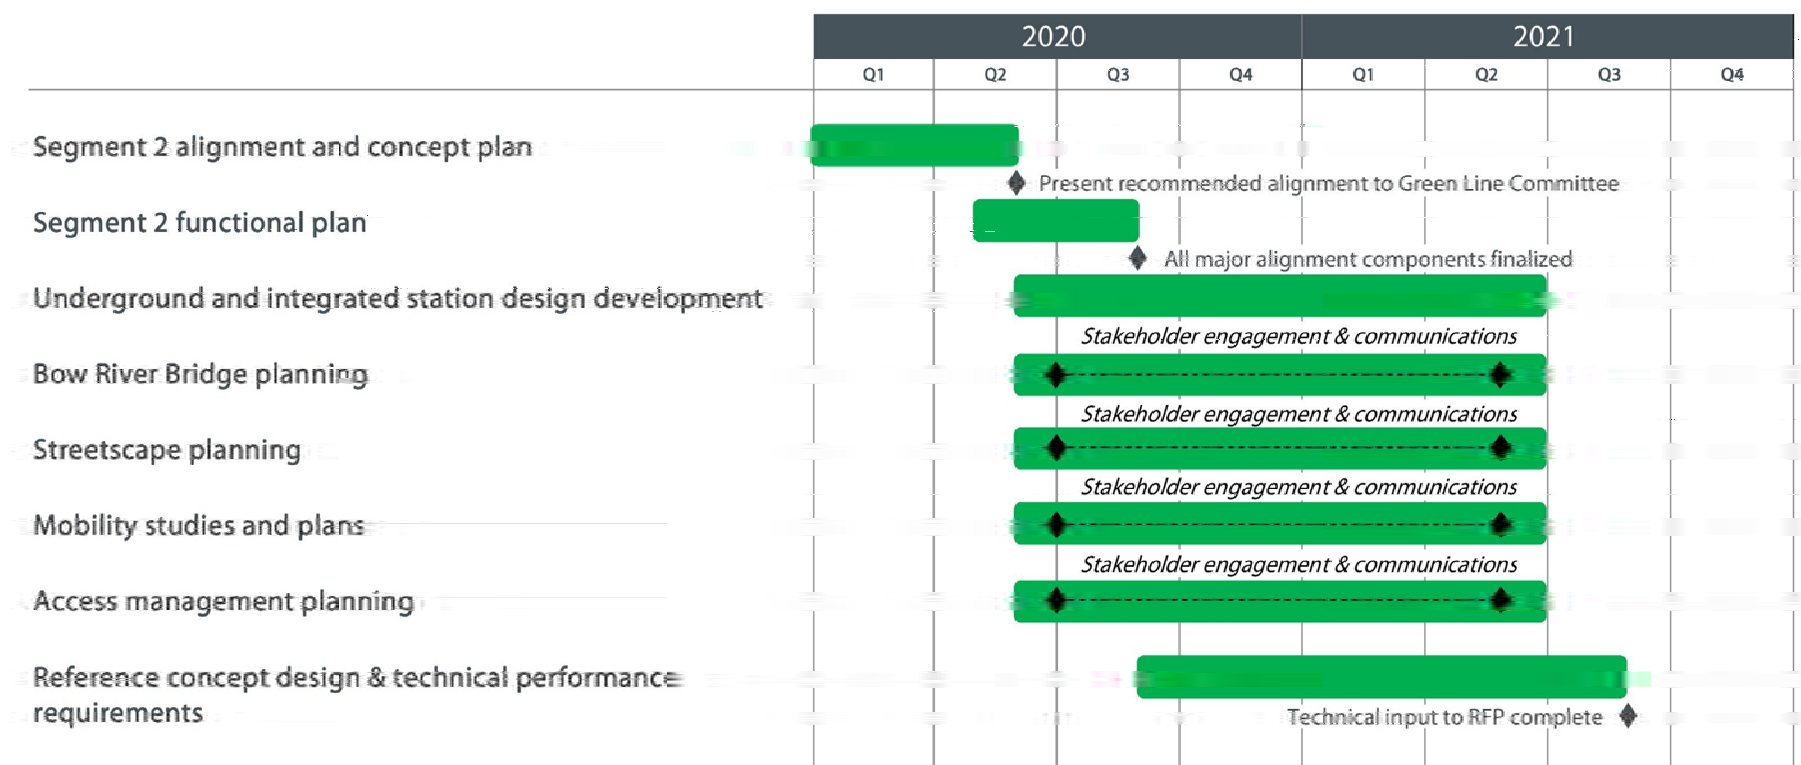 2020 2021
Q1 Q2 Q3 Q4 Q1 Q2 Q3 Q4
Segment 2 alignment and concept plan
Present recommended alignment to Green Line Committee
Segment 2 functional plan
All major alignment components finalized
Underground and integrated station design development
Stakeholder engagement & communications
Bow River Bridge planning
Stakeholder engagement & communications
Streetscape planning
Stakeholder engagement & communications
Mobility studies and plans
Stakeholder engagement & communications
Access management planning
Reference concept design & technical performance
requirements
Technical input to RFP complete